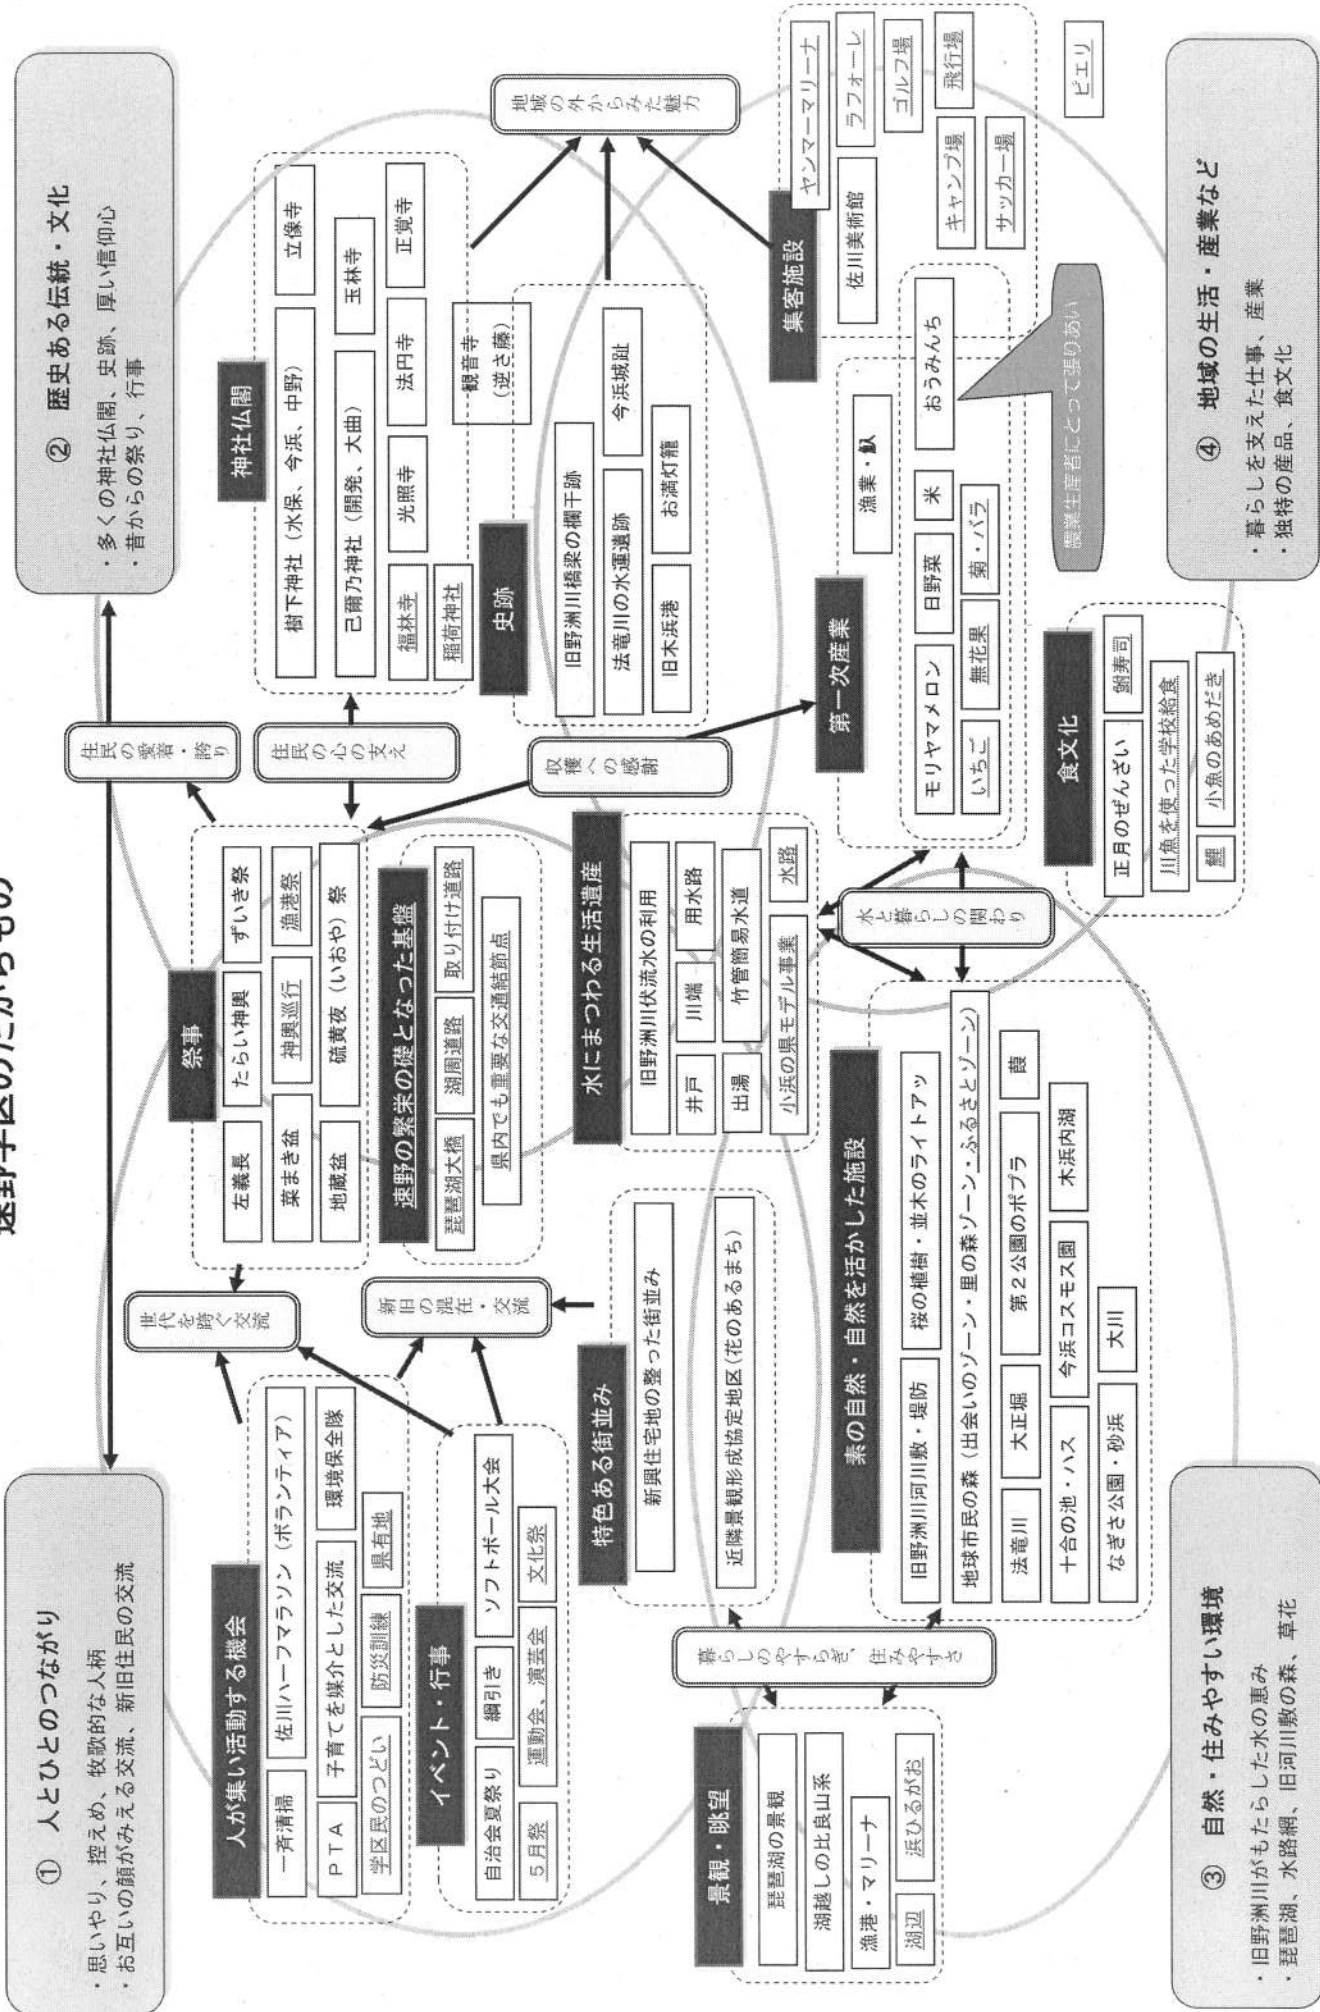 速野学区のたからもの
① 人とひとのつながり
・思いやり、控えめ、牧歌的な人柄
・お互いの顔がみえる交流、新旧住民の交流
② 歴史ある伝統・文化
・多くの神社仏閣、史跡、厚い信仰心
・昔からの祭り、行事
住民の愛着・誇り
人が集い活動する機会
一斉清掃
佐川ハーフマラソン（ボランティア）
PTA
子育てを媒介とした交流
環境保全隊
学区民のつどい
防災訓練
県有地
世代を跨ぐ交流
祭事
左義長
たらい神輿
ずいき祭
菜まき盆
神輿巡行
漁港祭
地蔵盆
硫黄夜（いおや）祭
住民の心の支え
神社仏閣
樹下神社（水保、今浜、中野）
立像寺
己爾乃神社（開発、大曲）
玉林寺
福林寺
光照寺
法円寺
正覚寺
稲荷神社
観音寺
（逆さ藤）
イベント・行事
自治会夏祭り
綱引き
ソフトボール大会
5月祭
運動会、演芸会
文化祭
新旧の混在・交流
速野の繁栄の礎となった基盤
琵琶湖大橋
湖周道路
取り付け道路
県内でも重要な交通結節点
収穫への感謝
史跡
旧野洲川橋梁の欄干跡
法竜川の水運遺跡
今浜城趾
旧木浜港
お満灯籠
地域の外からみた魅力
特色ある街並み
新興住宅地の整った街並み
近隣景観形成協定地区（花のあるまち）
水にまつわる生活遺産
旧野洲川伏流水の利用
井戸
川端
用水路
出湯
竹管簡易水道
小浜の県モデル事業
水路
集客施設
佐川美術館
ヤンマーマリーナ
ラフォーレ
ゴルフ場
キャンプ場
飛行場
サッカー場
ピエリ
第一次産業
漁業・魞
モリヤマメロン
日野菜
米
おうみんち
いちご
無花果
菊・バラ
農業生産者にとって張りあい
景観・眺望
琵琶湖の景観
湖越しの比良山系
漁港・マリーナ
湖辺
浜ひるがお
暮らしのやすらぎ、住みやすさ
素の自然・自然を活かした施設
旧野洲川河川敷・堤防
桜の植樹・並木のライトアッ
地球市民の森（出会いのゾーン・里の森ゾーン・ふるさとゾーン）
法竜川
大正堀
第2公園のポプラ
葭
十合の池・ハス
今浜コスモス園
木浜内湖
なぎさ公園・砂浜
大川
水と暮らしの関わり
食文化
正月のぜんざい
鮒寿司
川魚を使った学校給食
鯉
小魚のあめだき
③ 自然・住みやすい環境
・旧野洲川がもたらした水の恵み
・琵琶湖、水路網、旧河川敷の森、草花
④ 地域の生活・産業など
・暮らしを支えた仕事、産業
・独特の産品、食文化